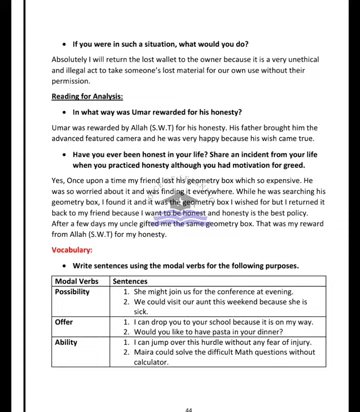 • If you were in such a situation, what would you do?
Absolutely I will return the lost wallet to the owner because it is a very unethical
and illegal act to take someone's lost material for our own use without their
permission.
Reading for Analysis:
• In what way was Umar rewarded for his honesty?
Umar was rewarded by Allah (S.W.T) for his honesty. His father brought him the
advanced featured camera and he was very happy because his wish came true.
• Have you ever been honest in your life? Share an incident from your life
when you practiced honesty although you had motivation for greed.
Yes, Once upon a time my friend lost his geometry box which so expensive. He
was so worried about it and was finding it everywhere. While he was searching his
geometry box, I found it and it was the geometry box I wished for but I returned it
back to my friend because I want to be honest and honesty is the best policy.
After a few days my uncle gifted me the same geometry box. That was my reward
from Allah (S.W.T) for my honesty.
Vocabulary:
• Write sentences using the modal verbs for the following purposes.
Modal Verbs Sentences
Possibility 1. She might join us for the conference at evening.
2. We could visit our aunt this weekend because she is
sick.
Offer 1. I can drop you to your school because it is on my way.
2. Would you like to have pasta in your dinner?
Ability 1. I can jump over this hurdle without any fear of injury.
2. Maira could solve the difficult Math questions without
calculator.
44